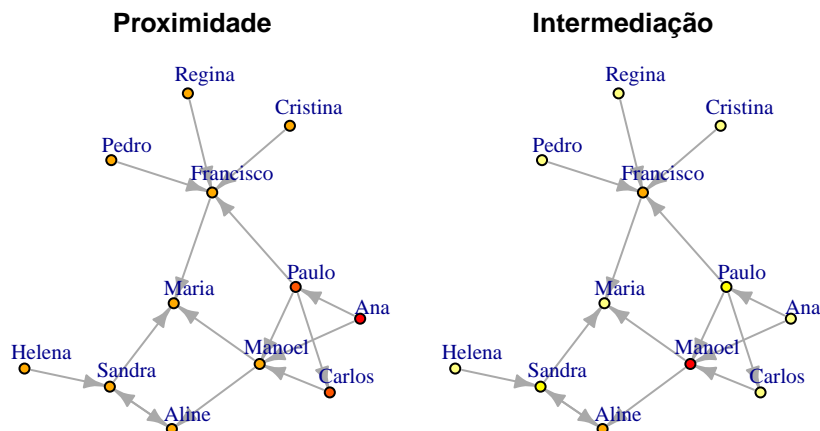 Proximidade
Regina
Cristina
Pedro
Francisco
Paulo
Maria
Ana
Helena
Manoel
Sandra
Carlos
Aline
Intermediação
Regina
Cristina
Pedro
Francisco
Paulo
Maria
Ana
Helena
Manoel
Sandra
Carlos
Aline